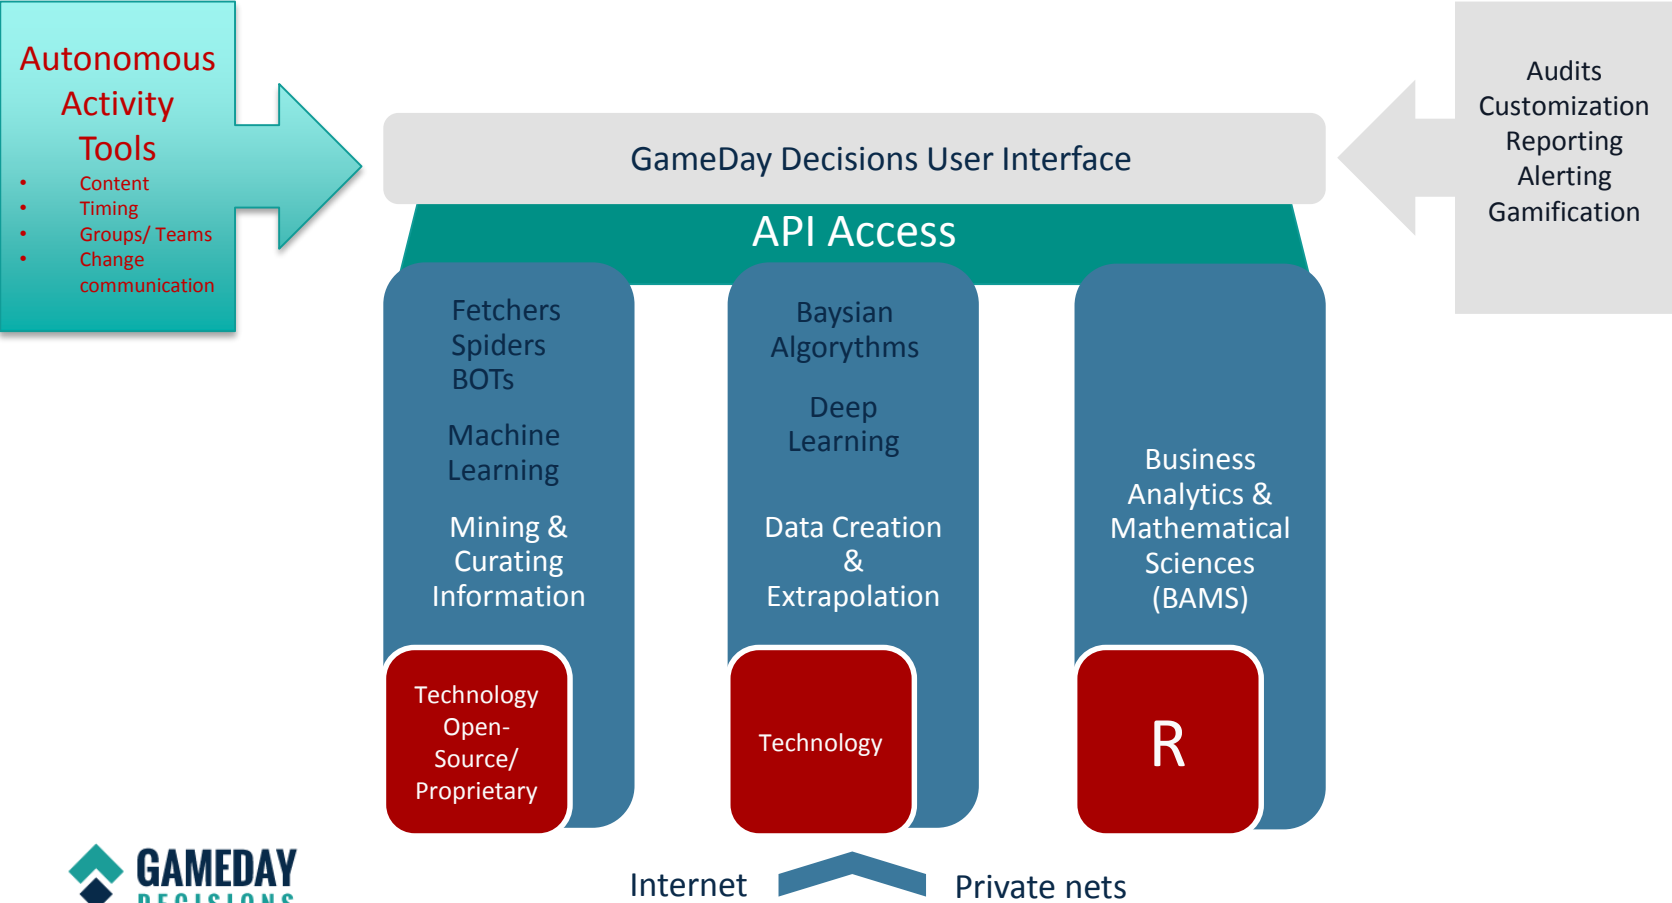 Autonomous
Activity
Tools
• Content
• Timing
• Groups/ Teams
• Change
communication
GameDay Decisions User Interface
API Access
Audits
Customization
Reporting
Alerting
Gamification
Fetchers
Spiders
BOTs
Machine
Learning
Mining &
Curating
Information
Technology
Open-
Source/
Proprietary
Baysian
Algorythms
Deep
Learning
Data Creation
&
Extrapolation
Technology
Business
Analytics &
Mathematical
Sciences
(BAMS)
R
GAMEDAY
DECISIONS
Internet
Private nets